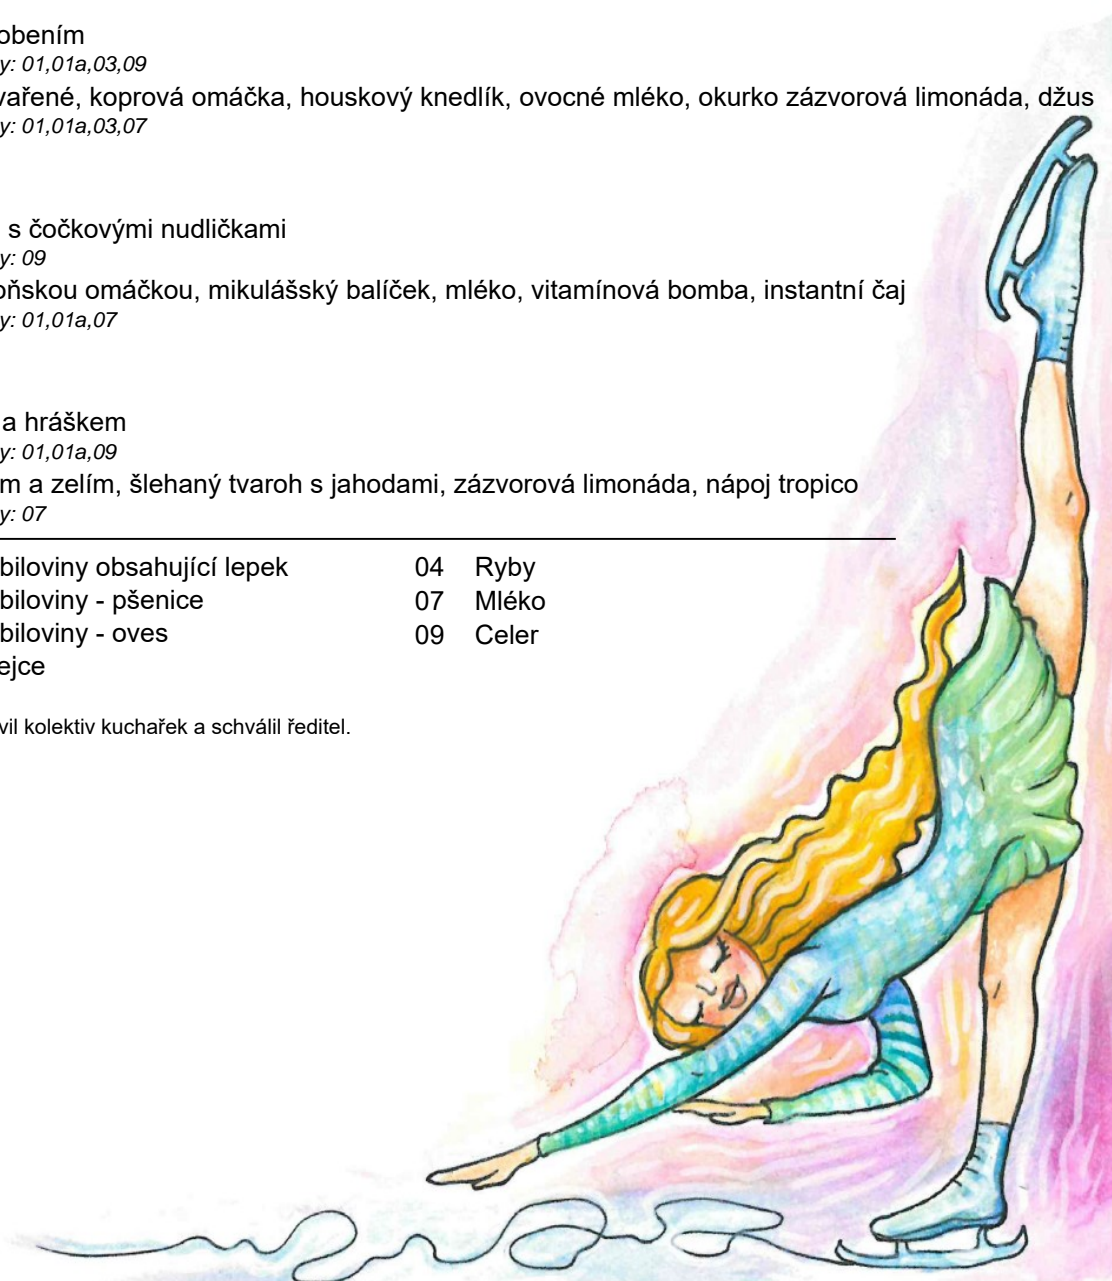 obením
y: 01,01a,03,09
vařené, koprová omáčka, houskový knedlík, ovocné mléko, okurko zázvorová limonáda, džus
y: 01,01a,03,07
s čočkovými nudličkami
y: 09
oňskou omáčkou, mikulášský balíček, mléko, vitamínová bomba, instantní čaj
y: 01,01a,07
a hráškem
y: 01,01a,09
m a zelím, šlehaný tvaroh s jahodami, zázvorová limonáda, nápoj tropico
y: 07
biloviny obsahující lepek 04 Ryby
biloviny - pšenice 07 Mléko
biloviny - oves 09 Celer
ejce
vil kolektiv kuchařek a schválil ředitel.